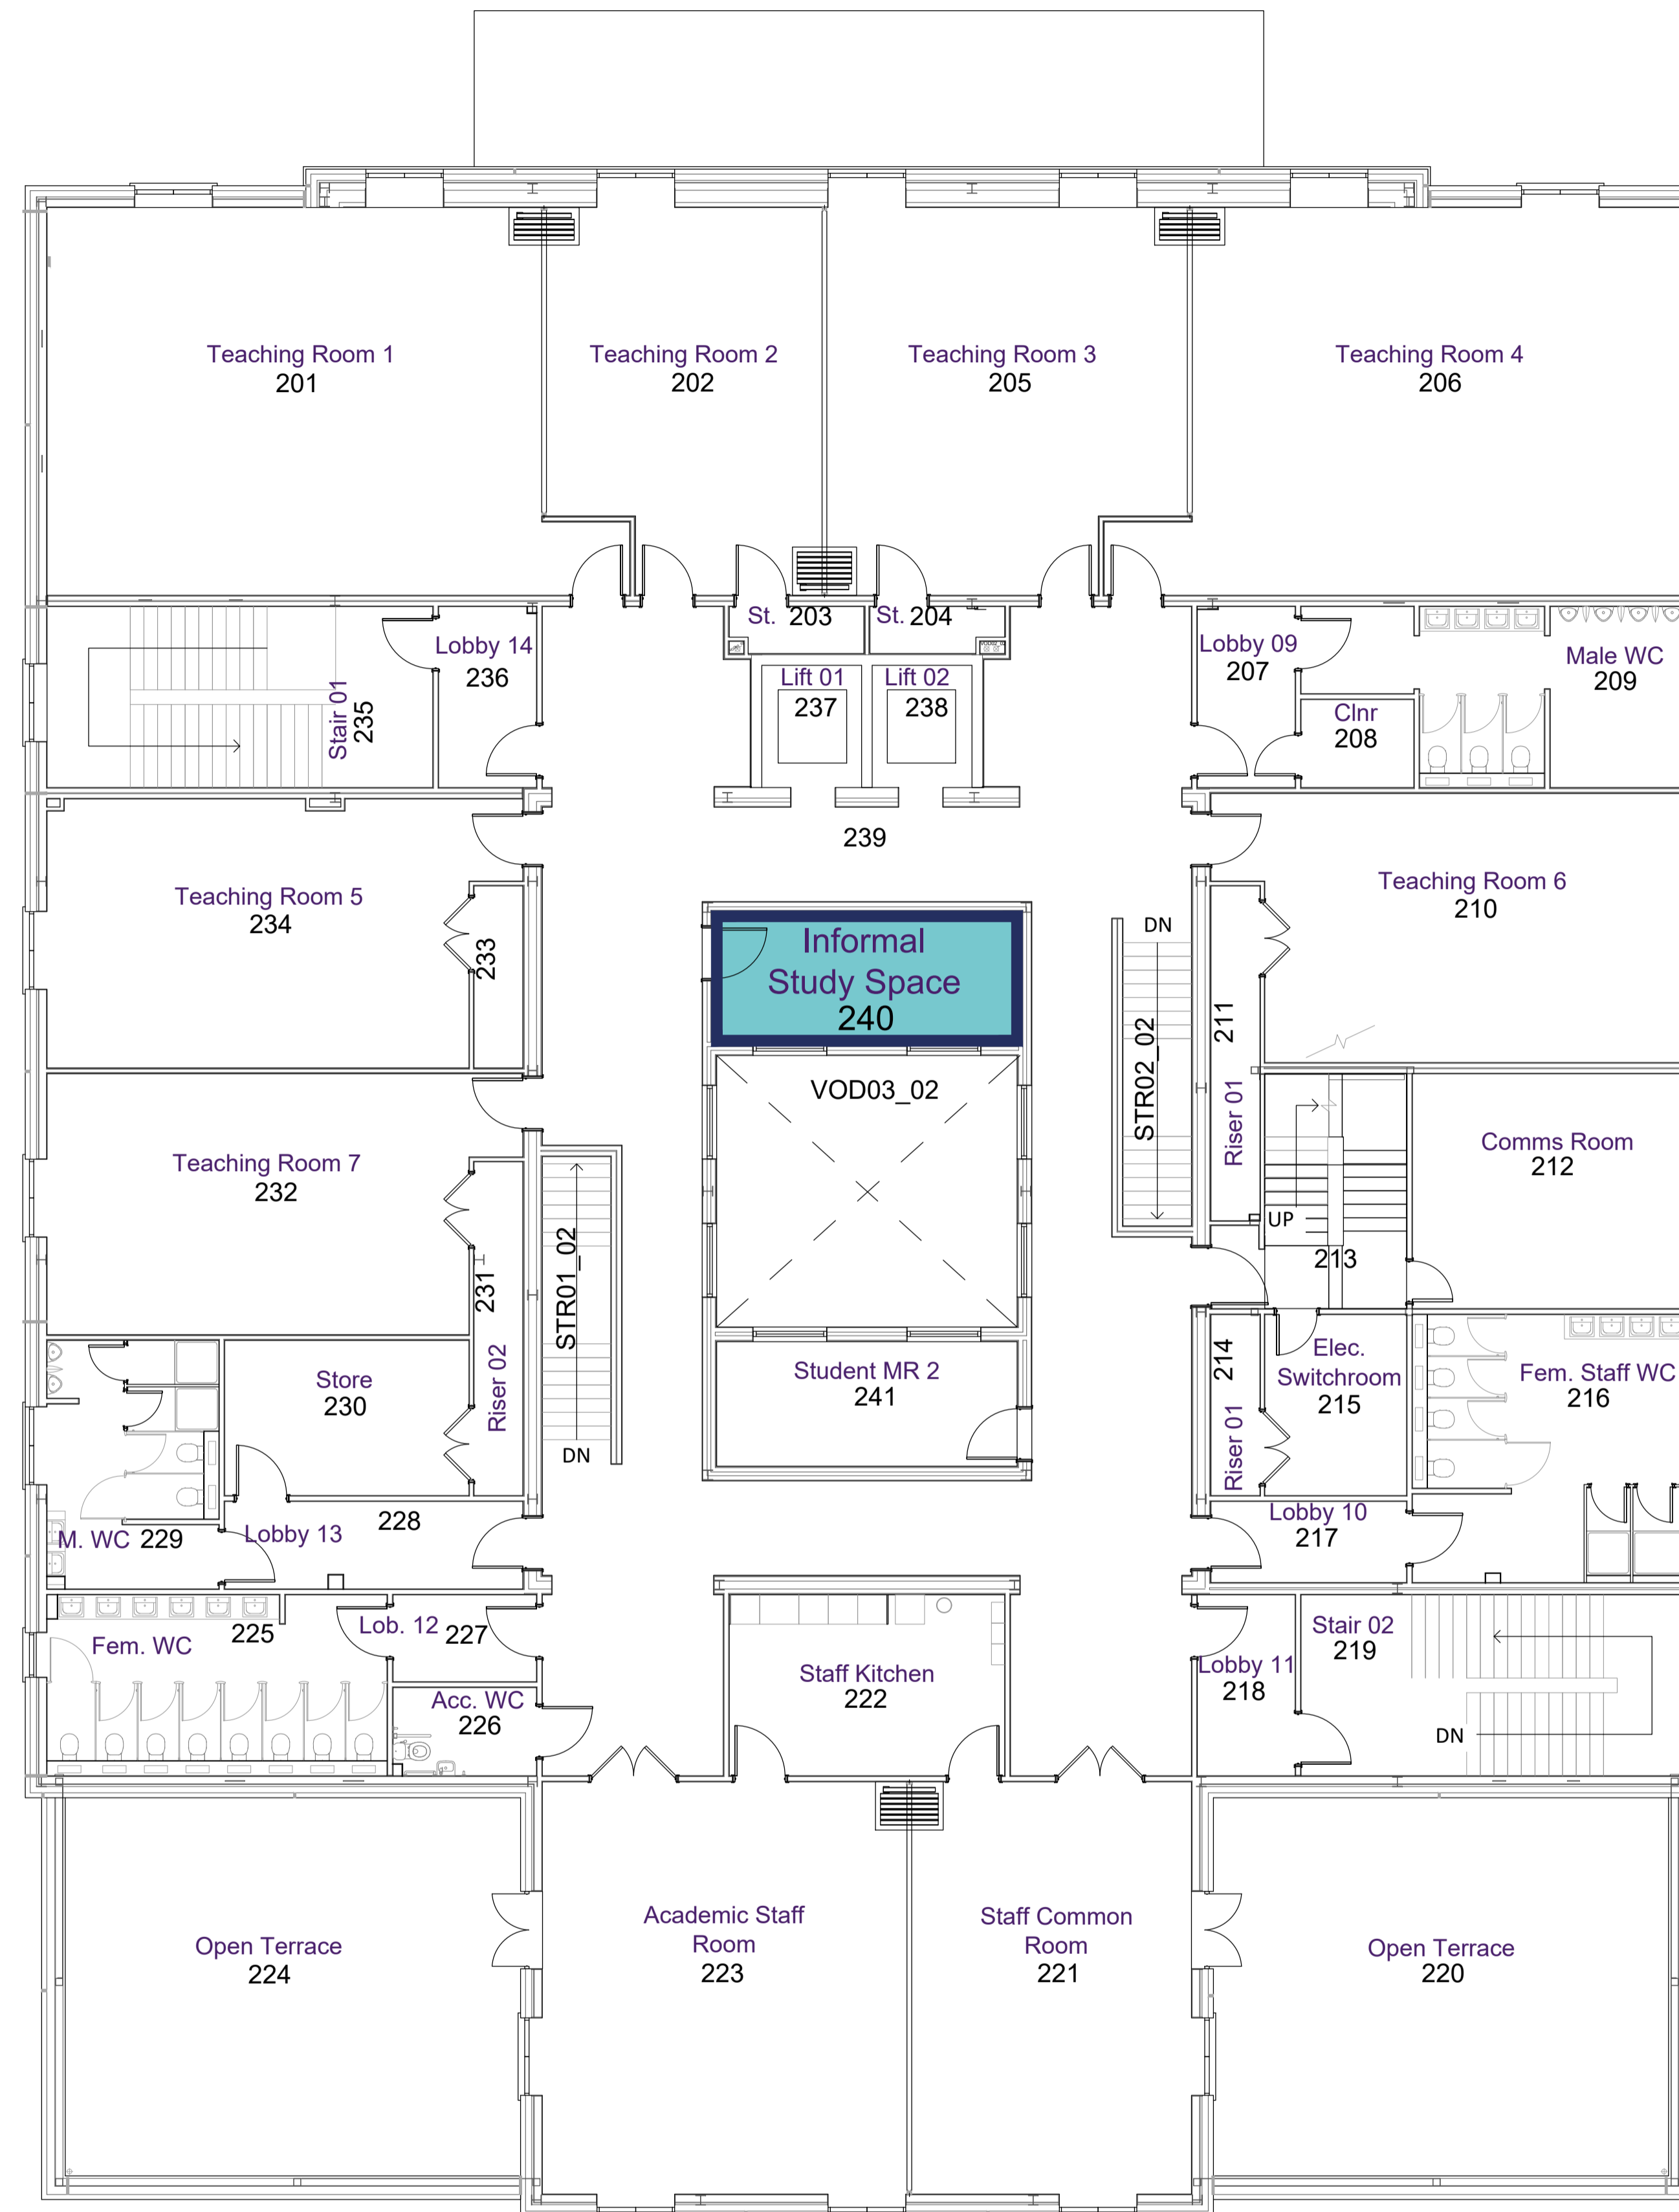 Teaching Room 1
201
Teaching Room 2
202
Teaching Room 3
205
Teaching Room 4
206
St. 203
St. 204
Lobby 14
236
Stair 01
235
Lift 01
237
Lift 02
238
Lobby 09
207
Clnr
208
Male WC
209
239
Teaching Room 5
234
233
Informal
Study Space
240
DN
STR02_02
211
Riser 01
Teaching Room 6
210
VOD03_02
Teaching Room 7
232
231
Riser 02
STR01_02
DN
UP
213
Comms Room
212
Store
230
Student MR 2
241
214
Riser 01
Elec.
Switchroom
215
Fem. Staff WC
216
M. WC 229
Lobby 13
228
Lobby 10
217
Fem. WC
225
Lob. 12
227
Acc. WC
226
Staff Kitchen
222
Lobby 11
218
Stair 02
219
DN
Open Terrace
224
Academic Staff
Room
223
Staff Common
Room
221
Open Terrace
220